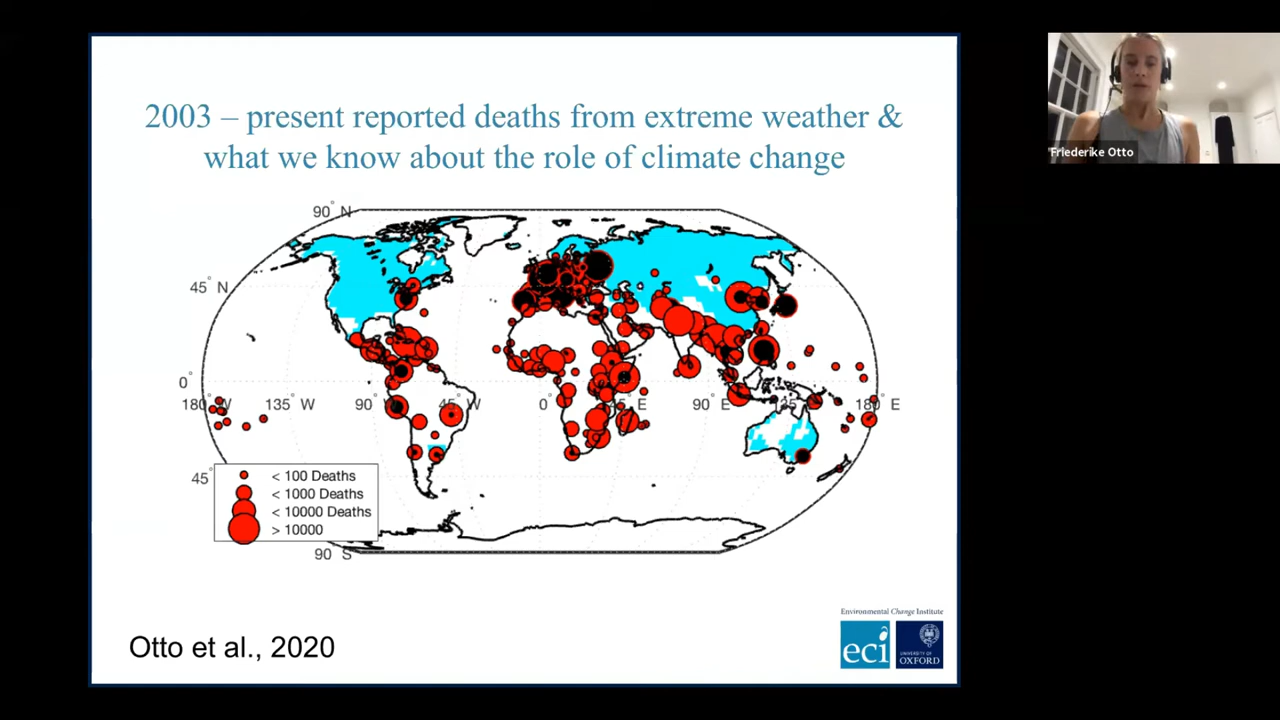 2003 – present reported deaths from extreme weather &
what we know about the role of climate change
90° N
45° N
0°
180° W
135° W
90° W
45° W
0°
45° E
90° E
135° E
180° E
45°
90° S
< 100 Deaths
< 1000 Deaths
< 10000 Deaths
> 10000
Otto et al., 2020
Environmental Change Institute
eci
UNIVERSITY OF
OXFORD
Friederike Otto